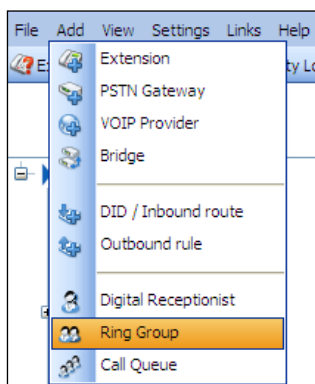 File Add View Settings Links Help
Extension
PSTN Gateway
VOIP Provider
Bridge
DID / Inbound route
Outbound rule
Digital Receptionist
Ring Group
Call Queue